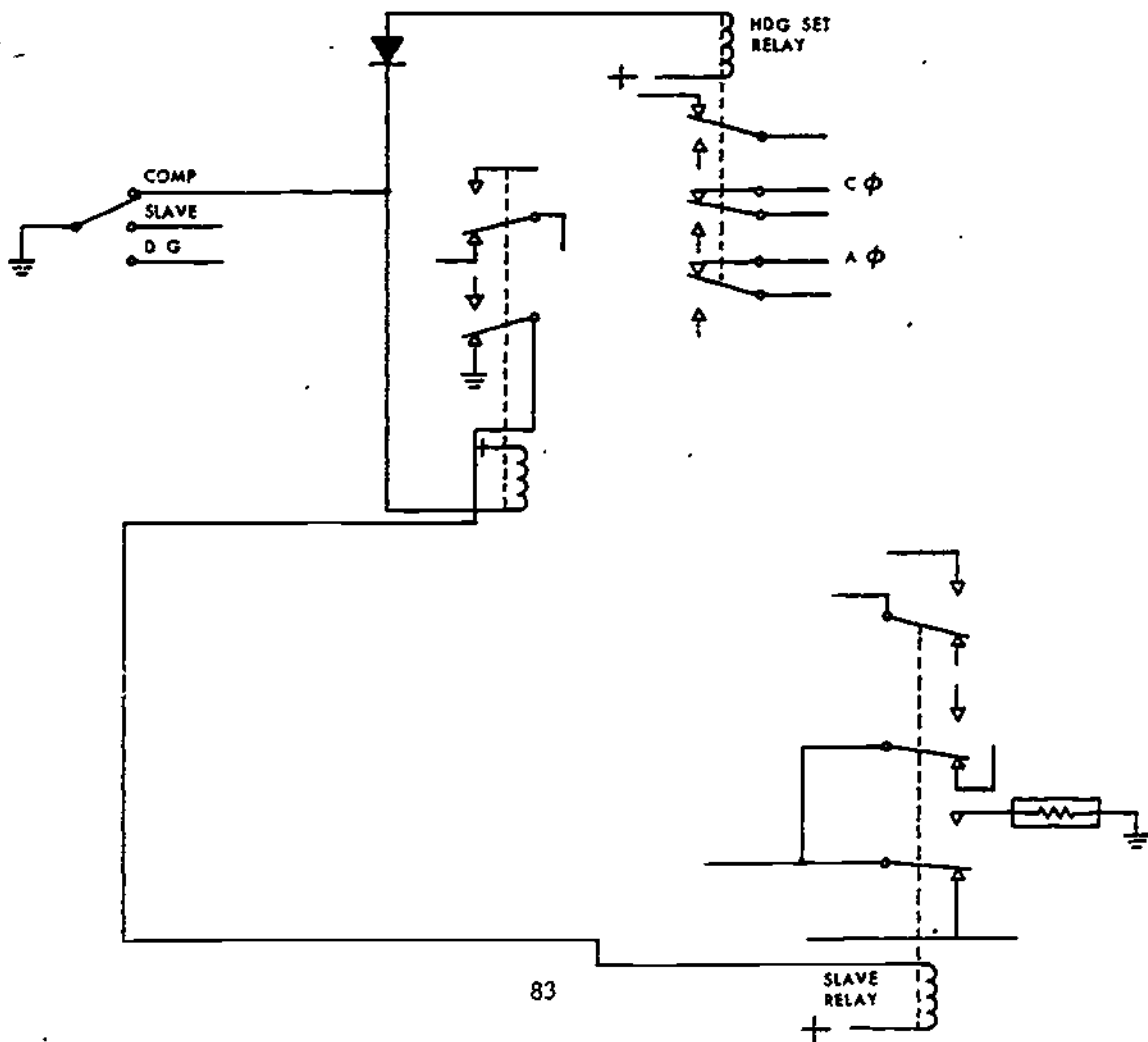 HDG SET
RELAY
COMP
SLAVE
D G
C ϕ
A ϕ
83
SLAVE
RELAY